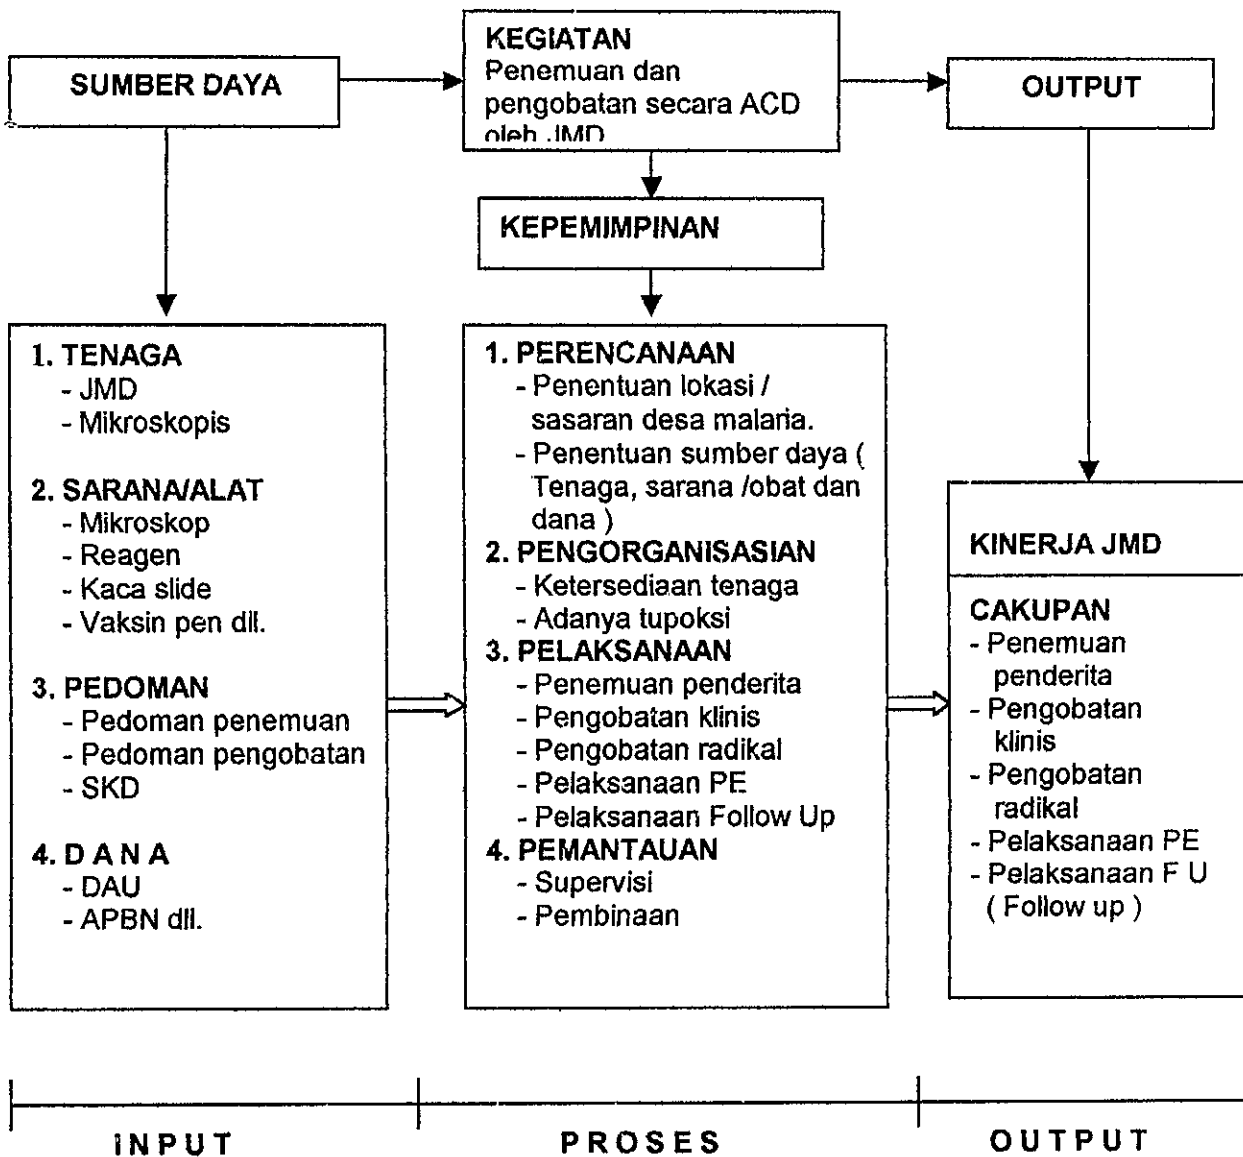 SUMBER DAYA
KEGIATAN
Penemuan dan
pengobatan secara ACD
oleh JMD
OUTPUT
KEPEMIMPINAN
1. TENAGA
- JMD
- Mikroskopis
2. SARANA/ALAT
- Mikroskop
- Reagen
- Kaca slide
- Vaksin pen dll.
3. PEDOMAN
- Pedoman penemuan
- Pedoman pengobatan
- SKD
4. D A N A
- DAU
- APBN dll.
1. PERENCANAAN
- Penentuan lokasi /
sasaran desa malaria.
- Penentuan sumber daya (
Tenaga, sarana /obat dan
dana )
2. PENGORGANISASIAN
- Ketersediaan tenaga
- Adanya tupoksi
3. PELAKSANAAN
- Penemuan penderita
- Pengobatan klinis
- Pengobatan radikal
- Pelaksanaan PE
- Pelaksanaan Follow Up
4. PEMANTAUAN
- Supervisi
- Pembinaan
KINERJA JMD
CAKUPAN
- Penemuan
penderita
- Pengobatan
klinis
- Pengobatan
radikal
- Pelaksanaan PE
- Pelaksanaan F U
( Follow up )
I N P U T
P R O S E S
O U T P U T